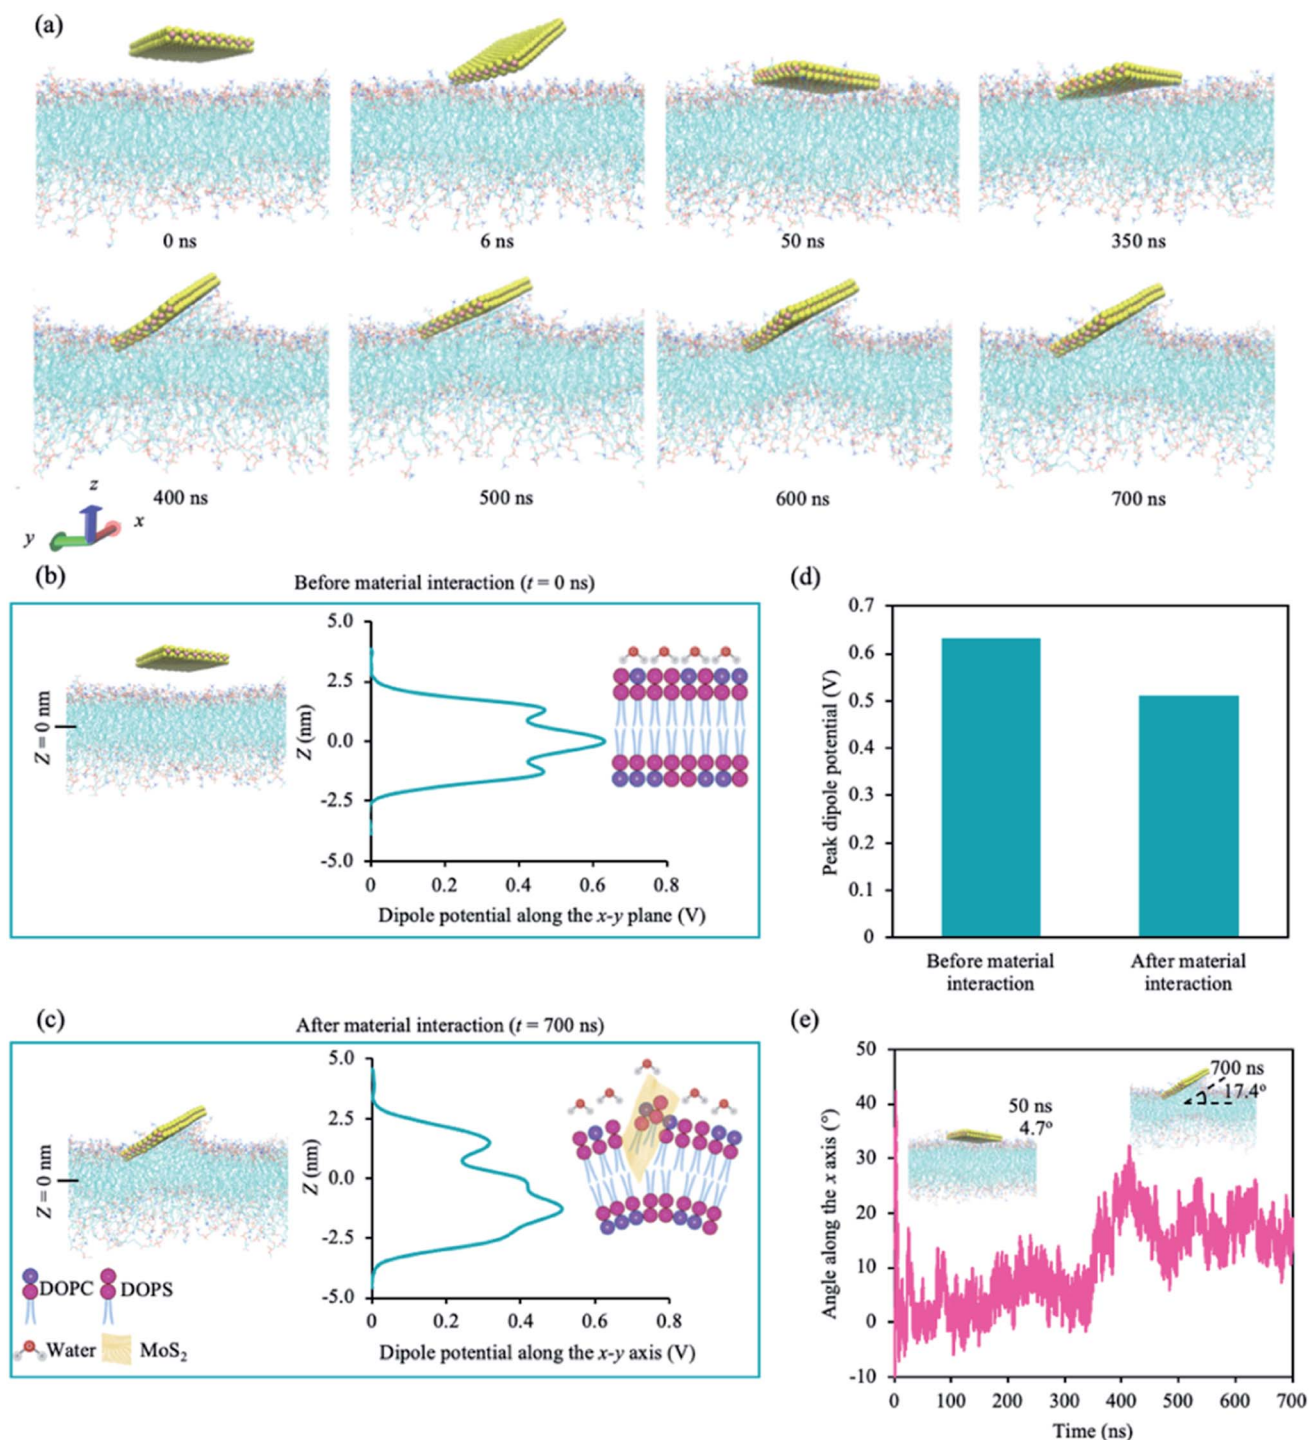 (a)
0 ns
6 ns
50 ns
350 ns
400 ns
500 ns
600 ns
700 ns
z
x
y
(b)
Before material interaction (t = 0 ns)
Z = 0 nm
Z (nm)
5.0
2.5
0.0
-2.5
-5.0
0
0.2
0.4
0.6
0.8
Dipole potential along the x-y plane (V)
(c)
After material interaction (t = 700 ns)
Z = 0 nm
Z (nm)
5.0
2.5
0.0
-2.5
-5.0
0
0.2
0.4
0.6
0.8
Dipole potential along the x-y axis (V)
DOPC
DOPS
Water
MoS₂
(d)
Peak dipole potential (V)
0.7
0.6
0.5
0.4
0.3
0.2
0.1
0
Before material
interaction
After material
interaction
(e)
Angle along the x axis (°)
50
40
30
20
10
0
-10
50 ns
4.7º
700 ns
17.4º
0
100
200
300
400
500
600
700
Time (ns)